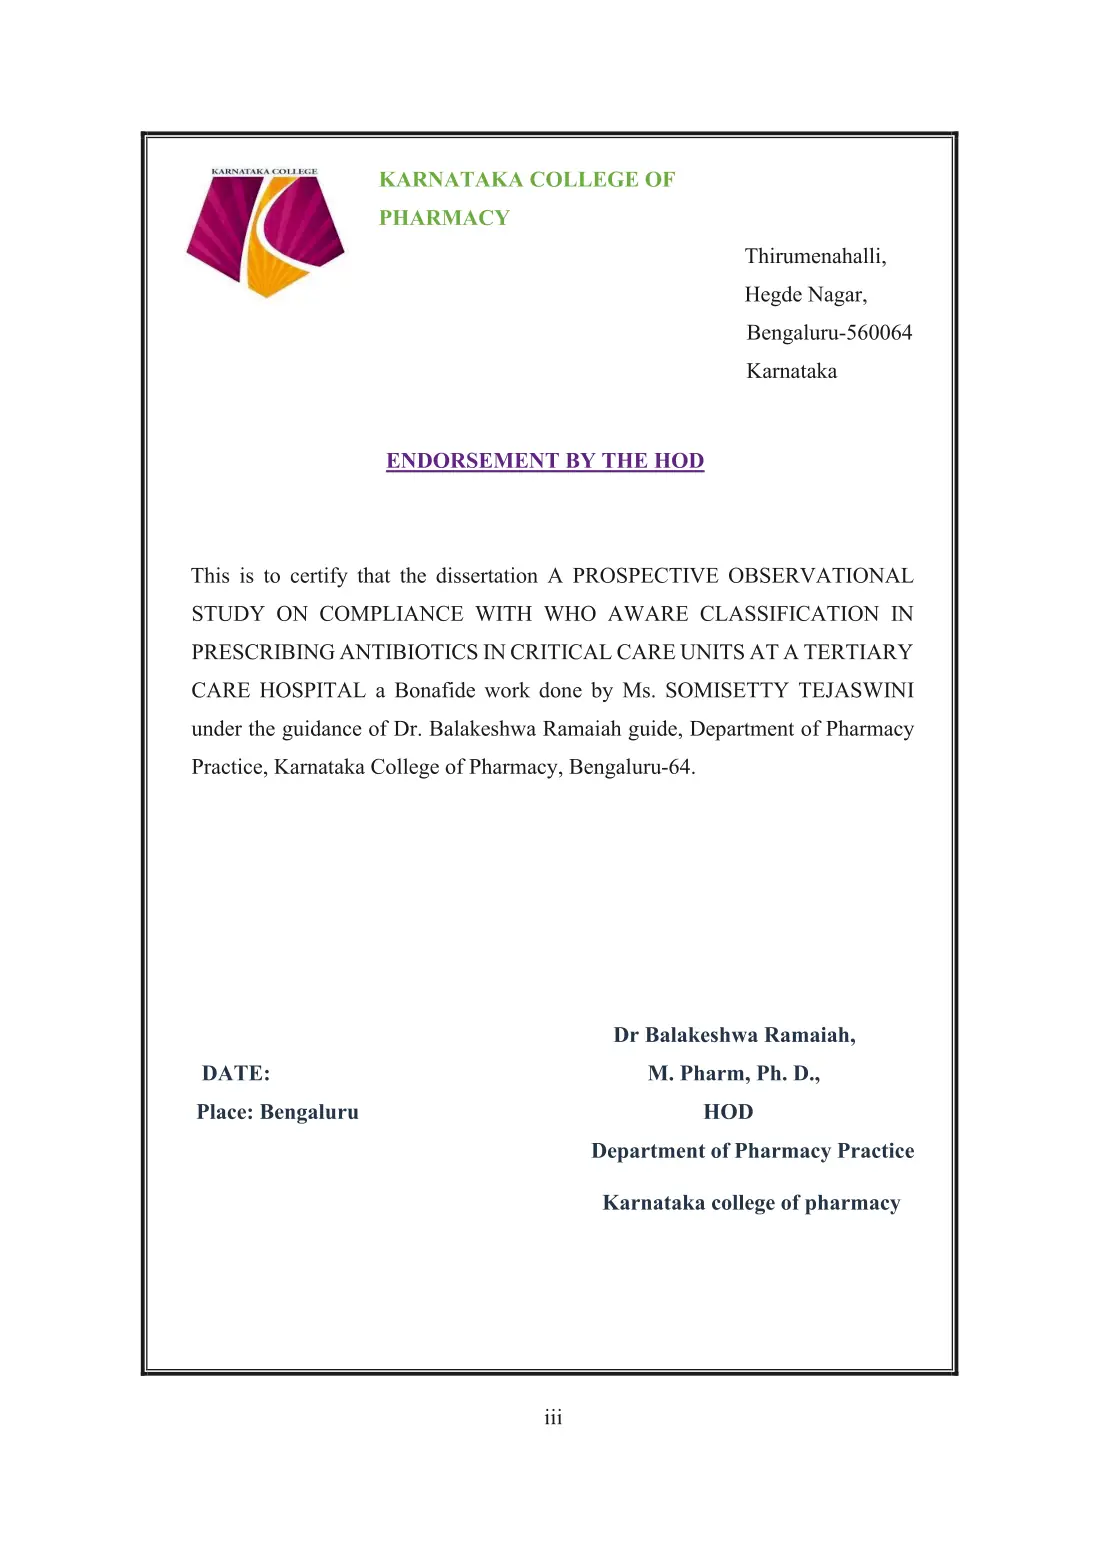 KARNATAKA COLLEGE
KARNATAKA COLLEGE OF
PHARMACY
Thirumenahalli,
Hegde Nagar,
Bengaluru-560064
Karnataka
ENDORSEMENT BY THE HOD
This is to certify that the dissertation A PROSPECTIVE OBSERVATIONAL
STUDY ON COMPLIANCE WITH WHO AWARE CLASSIFICATION IN
PRESCRIBING ANTIBIOTICS IN CRITICAL CARE UNITS AT A TERTIARY
CARE HOSPITAL a Bonafide work done by Ms. SOMISETTY TEJASWINI
under the guidance of Dr. Balakeshwa Ramaiah guide, Department of Pharmacy
Practice, Karnataka College of Pharmacy, Bengaluru-64.
Dr Balakeshwa Ramaiah,
DATE: M. Pharm, Ph. D.,
Place: Bengaluru HOD
Department of Pharmacy Practice
Karnataka college of pharmacy
iii